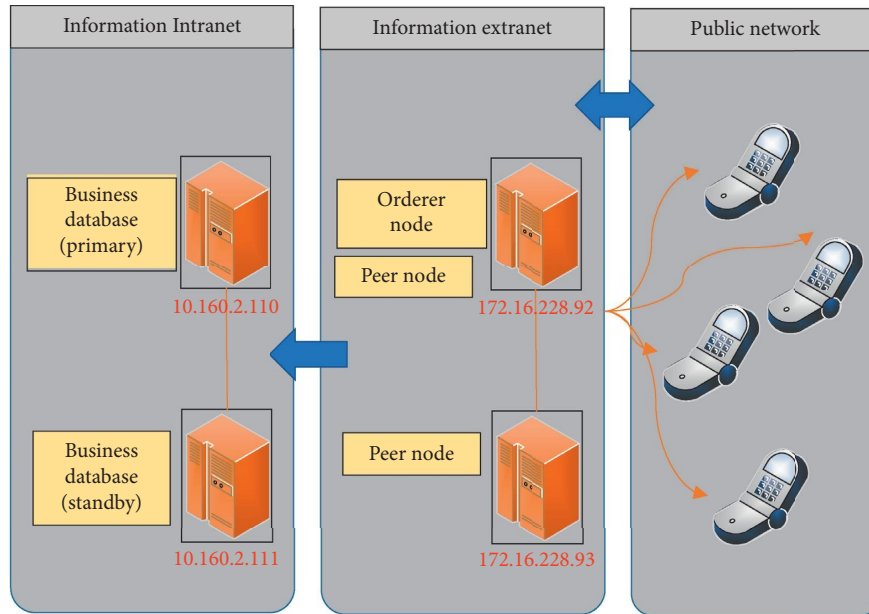 Information Intranet
Information extranet
Public network
Business
database
(primary)
10.160.2.110
Orderer
node
Peer node
172.16.228.92
Business
database
(standby)
10.160.2.111
Peer node
172.16.228.93